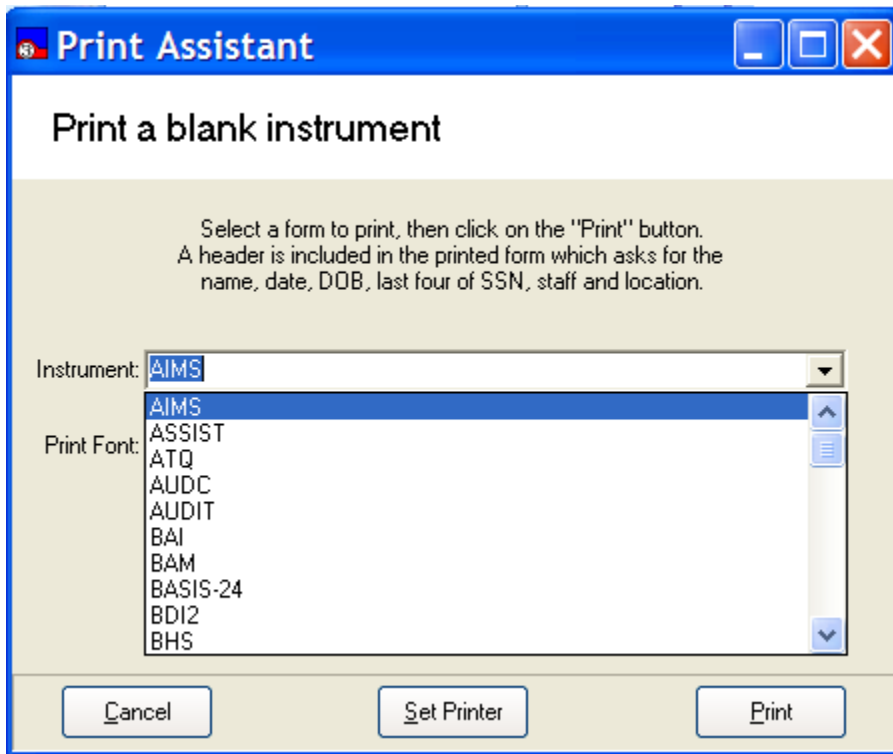 Print Assistant
Print a blank instrument
Select a form to print, then click on the "Print" button.
A header is included in the printed form which asks for the
name, date, DOB, last four of SSN, staff and location.
Instrument: AIMS
AIMS
ASSIST
Print Font:
ATQ
AUDC
AUDIT
BAI
BAM
BASIS-24
BDI2
BHS
Cancel
Set Printer
Print